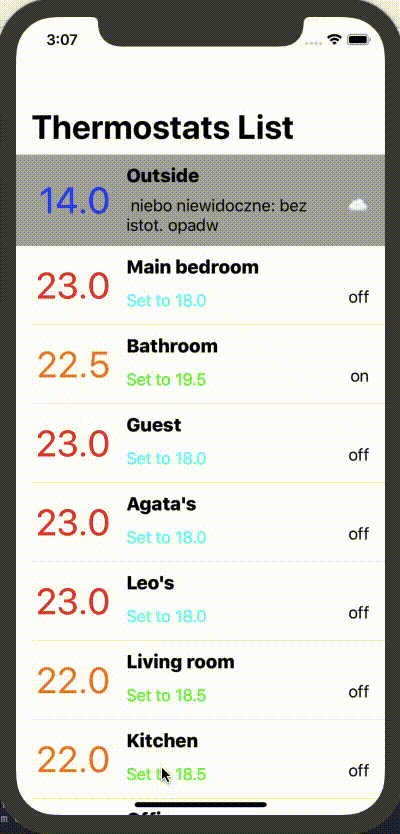 3:07
Thermostats List
14.0
Outside
niebo niewidoczne: bez
istot. opadw
23.0
Main bedroom
Set to 18.0
off
22.5
Bathroom
Set to 19.5
on
23.0
Guest
Set to 18.0
off
23.0
Agata's
Set to 18.0
off
23.0
Leo's
Set to 18.0
off
22.0
Living room
Set to 18.5
off
22.0
Kitchen
Set to 18.5
off